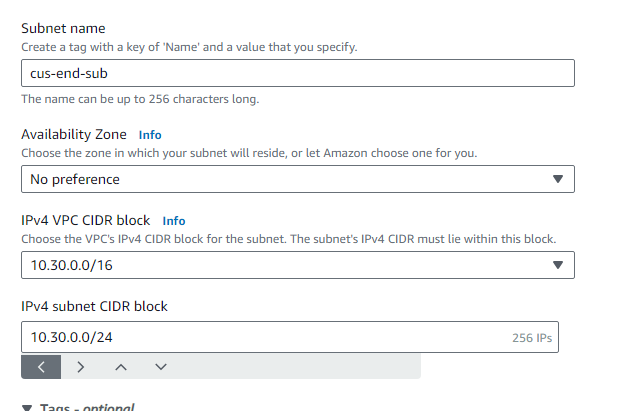 Subnet name
Create a tag with a key of 'Name' and a value that you specify.
cus-end-sub
The name can be up to 256 characters long.
Availability Zone Info
Choose the zone in which your subnet will reside, or let Amazon choose one for you.
No preference
IPv4 VPC CIDR block Info
Choose the VPC's IPv4 CIDR block for the subnet. The subnet's IPv4 CIDR must lie within this block.
10.30.0.0/16
IPv4 subnet CIDR block
10.30.0.0/24 256 IPs
Tags - optional